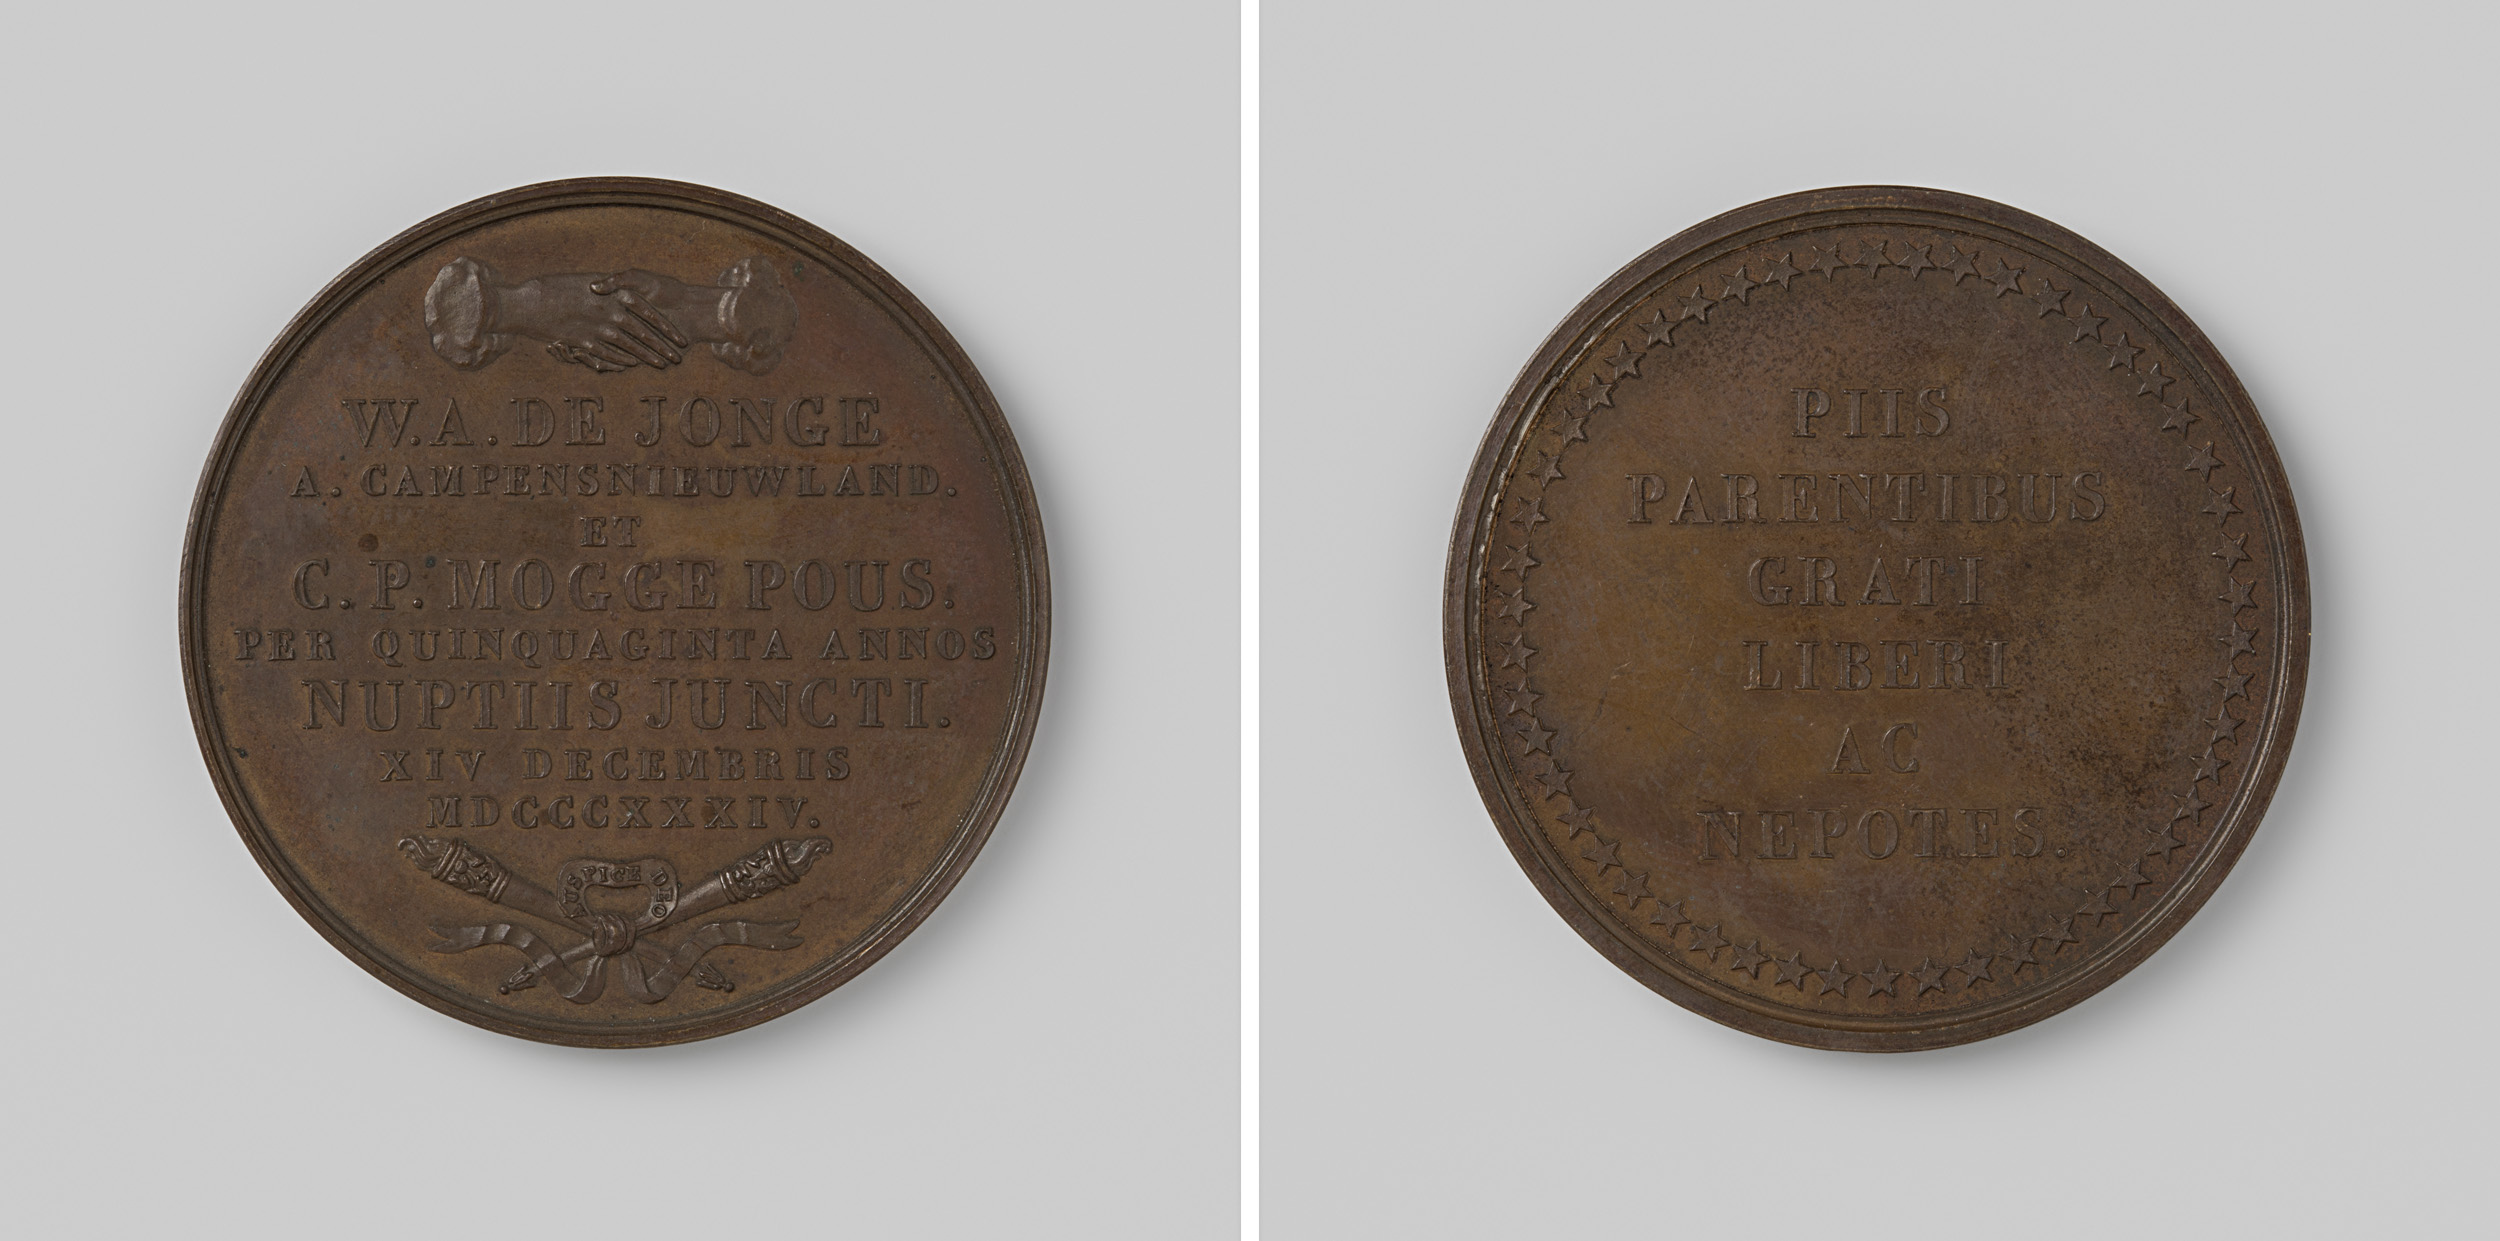 W.A. DE JONGE
A. CAMPENSNIEUWLAND.
ET
C.P. MOGGE POUS.
PER QUINQUAGINTA ANNOS
NUPTIIS JUNCTI.
XIV DECEMBRIS
MDCCCXXXIV.
AUSPICE DEO
PIIS
PARENTIBUS
GRATI
LIBERI
AC
NEPOTES.